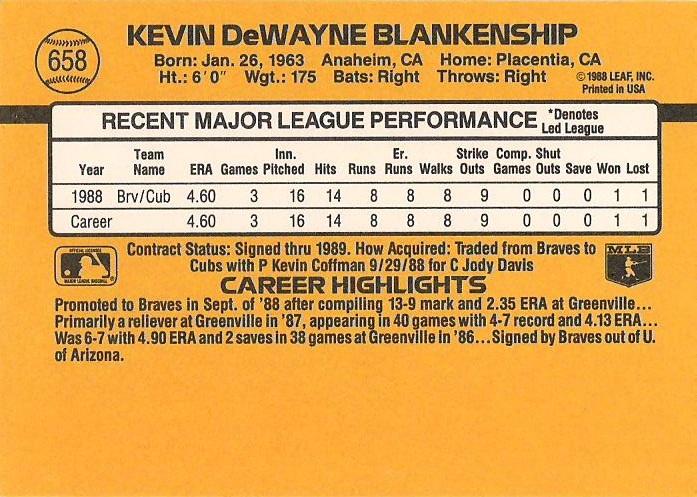 658
KEVIN DeWAYNE BLANKENSHIP
Born: Jan. 26, 1963 Anaheim, CA Home: Placentia, CA
Ht.: 6'0" Wgt.: 175 Bats: Right Throws: Right
©1988 LEAF, INC.
Printed in USA
RECENT MAJOR LEAGUE PERFORMANCE *Denotes Led League
Year Team Name ERA Games Inn. Pitched Hits Runs Er. Runs Walks Strike Outs Comp. Games Shut Outs Save Won Lost
1988 Brv/Cub 4.60 3 16 14 8 8 8 9 0 0 0 1 1
Career 4.60 3 16 14 8 8 8 9 0 0 0 1 1
Contract Status: Signed thru 1989. How Acquired: Traded from Braves to
Cubs with P Kevin Coffman 9/29/88 for C Jody Davis
MLB
CAREER HIGHLIGHTS
Promoted to Braves in Sept. of '88 after compiling 13-9 mark and 2.35 ERA at Greenville...
Primarily a reliever at Greenville in '87, appearing in 40 games with 4-7 record and 4.13 ERA...
Was 6-7 with 4.90 ERA and 2 saves in 38 games at Greenville in '86...Signed by Braves out of U.
of Arizona.